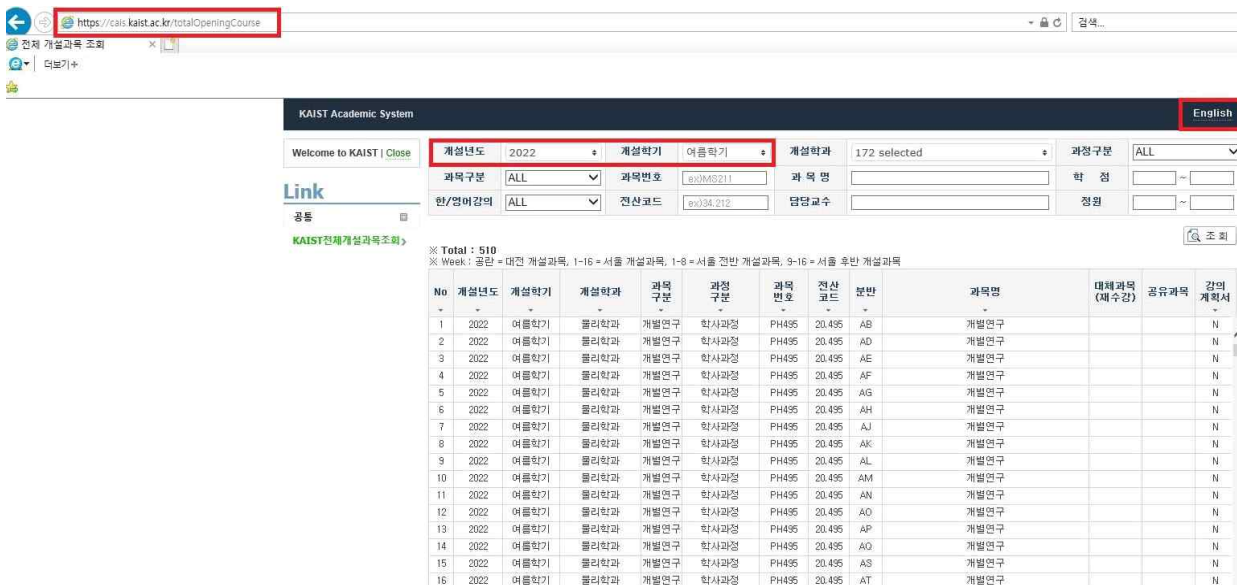 https://cais.kaist.ac.kr/totalOpeningCourse
검색...
전체 개설과목 조회
더보기+
KAIST Academic System
English
Welcome to KAIST | Close
Link
공통
KAIST전체개설과목조회
개설년도 2022 개설학기 여름학기 개설학과 172 selected 과정구분 ALL
과목구분 ALL 과목번호 ex)MS211 과 목 명 학 점 ~
한/영어강의 ALL 전산코드 ex)34.212 담당교수 정원 ~
조 회
※ Total : 510
※ Week : 공란 = 대전 개설과목, 1-16 = 서울 개설과목, 1-8 = 서울 전반 개설과목, 9-16 = 서울 후반 개설과목
No 개설년도 개설학기 개설학과 과목구분 과정구분 과목번호 전산코드 분반 과목명 대체과목(재수강) 공유과목 강의계획서
1 2022 여름학기 물리학과 개별연구 학사과정 PH495 20.495 AB 개별연구 N
2 2022 여름학기 물리학과 개별연구 학사과정 PH495 20.495 AD 개별연구 N
3 2022 여름학기 물리학과 개별연구 학사과정 PH495 20.495 AE 개별연구 N
4 2022 여름학기 물리학과 개별연구 학사과정 PH495 20.495 AF 개별연구 N
5 2022 여름학기 물리학과 개별연구 학사과정 PH495 20.495 AG 개별연구 N
6 2022 여름학기 물리학과 개별연구 학사과정 PH495 20.495 AH 개별연구 N
7 2022 여름학기 물리학과 개별연구 학사과정 PH495 20.495 AJ 개별연구 N
8 2022 여름학기 물리학과 개별연구 학사과정 PH495 20.495 AK 개별연구 N
9 2022 여름학기 물리학과 개별연구 학사과정 PH495 20.495 AL 개별연구 N
10 2022 여름학기 물리학과 개별연구 학사과정 PH495 20.495 AM 개별연구 N
11 2022 여름학기 물리학과 개별연구 학사과정 PH495 20.495 AN 개별연구 N
12 2022 여름학기 물리학과 개별연구 학사과정 PH495 20.495 AO 개별연구 N
13 2022 여름학기 물리학과 개별연구 학사과정 PH495 20.495 AP 개별연구 N
14 2022 여름학기 물리학과 개별연구 학사과정 PH495 20.495 AQ 개별연구 N
15 2022 여름학기 물리학과 개별연구 학사과정 PH495 20.495 AS 개별연구 N
16 2022 여름학기 물리학과 개별연구 학사과정 PH495 20.495 AT 개별연구 N